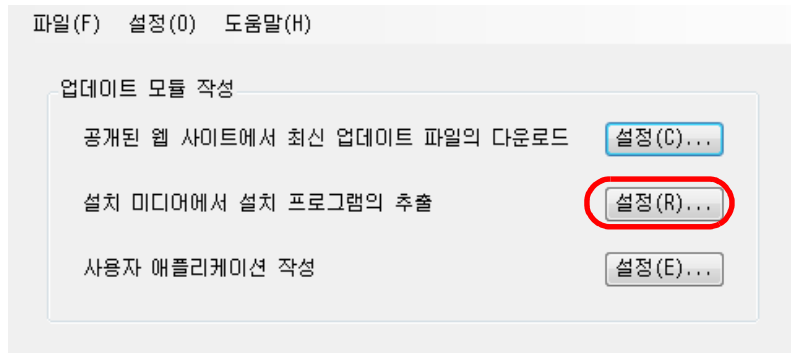 파일(F) 설정(O) 도움말(H)
업데이트 모듈 작성
공개된 웹 사이트에서 최신 업데이트 파일의 다운로드 설정(C)...
설치 미디어에서 설치 프로그램의 추출 설정(R)...
사용자 애플리케이션 작성 설정(E)...